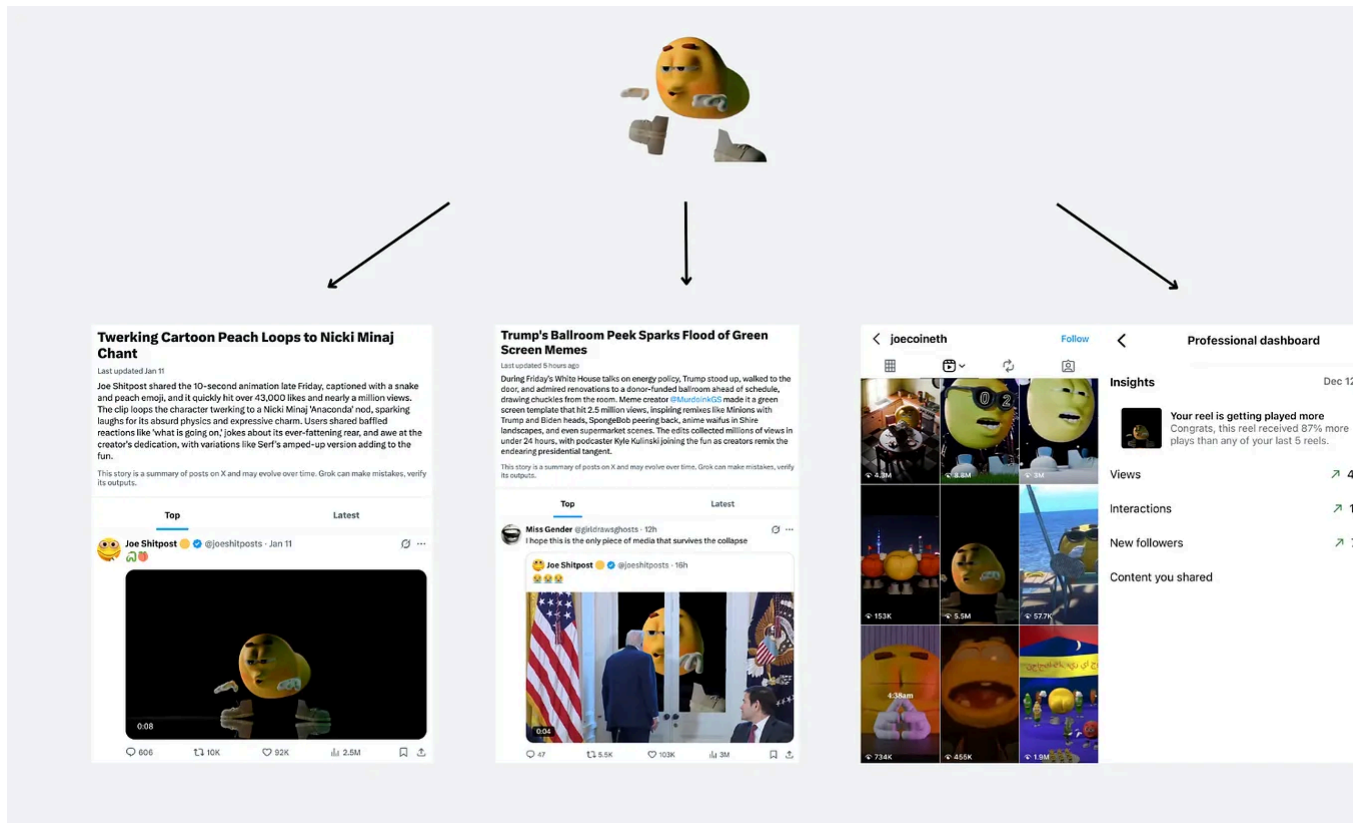 Twerking Cartoon Peach Loops to Nicki Minaj
Chant
Last updated Jan 11
Joe Shitpost shared the 10-second animation late Friday, captioned with a snake
and peach emoji, and it quickly hit over 43,000 likes and nearly a million views.
The clip loops the character twerking to a Nicki Minaj 'Anaconda' nod, sparking
laughs for its absurd physics and expressive charm. Users shared baffled
reactions like 'what is going on,' jokes about its ever-fattening rear, and awe at the
creator's dedication, with variations like Serf's amped-up version adding to the
fun.
This story is a summary of posts on X and may evolve over time. Grok can make mistakes, verify
its outputs.
Top Latest
Joe Shitpost @joeshitposts · Jan 11
0:08
606 10K 92K 2.5M
Trump's Ballroom Peek Sparks Flood of Green
Screen Memes
Last updated 5 hours ago
During Friday's White House talks on energy policy, Trump stood up, walked to the
door, and admired renovations to a donor-funded ballroom ahead of schedule,
drawing chuckles from the room. Meme creator @MurdoinkGS made it a green
screen template that hit 2.5 million views, inspiring remixes like Minions with
Trump and Biden heads, SpongeBob peering back, anime waifus in Shire
landscapes, and even supermarket scenes. The edits collected millions of views in
under 24 hours, with podcaster Kyle Kulinski joining the fun as creators remix the
endearing presidential tangent.
This story is a summary of posts on X and may evolve over time. Grok can make mistakes, verify
its outputs.
Top Latest
Miss Gender @girldrawsghosts · 12h
I hope this is the only piece of media that survives the collapse
Joe Shitpost @joeshitposts · 16h
0:04
47 5.5K 103K 3M
joecoineth Follow
02
4.3M 8.8M 3M
153K 5.5M 57.7K
4:38am
734K 455K 1.9M
Professional dashboard
Insights Dec 12
Your reel is getting played more
Congrats, this reel received 87% more
plays than any of your last 5 reels.
Views 4
Interactions 1
New followers
Content you shared